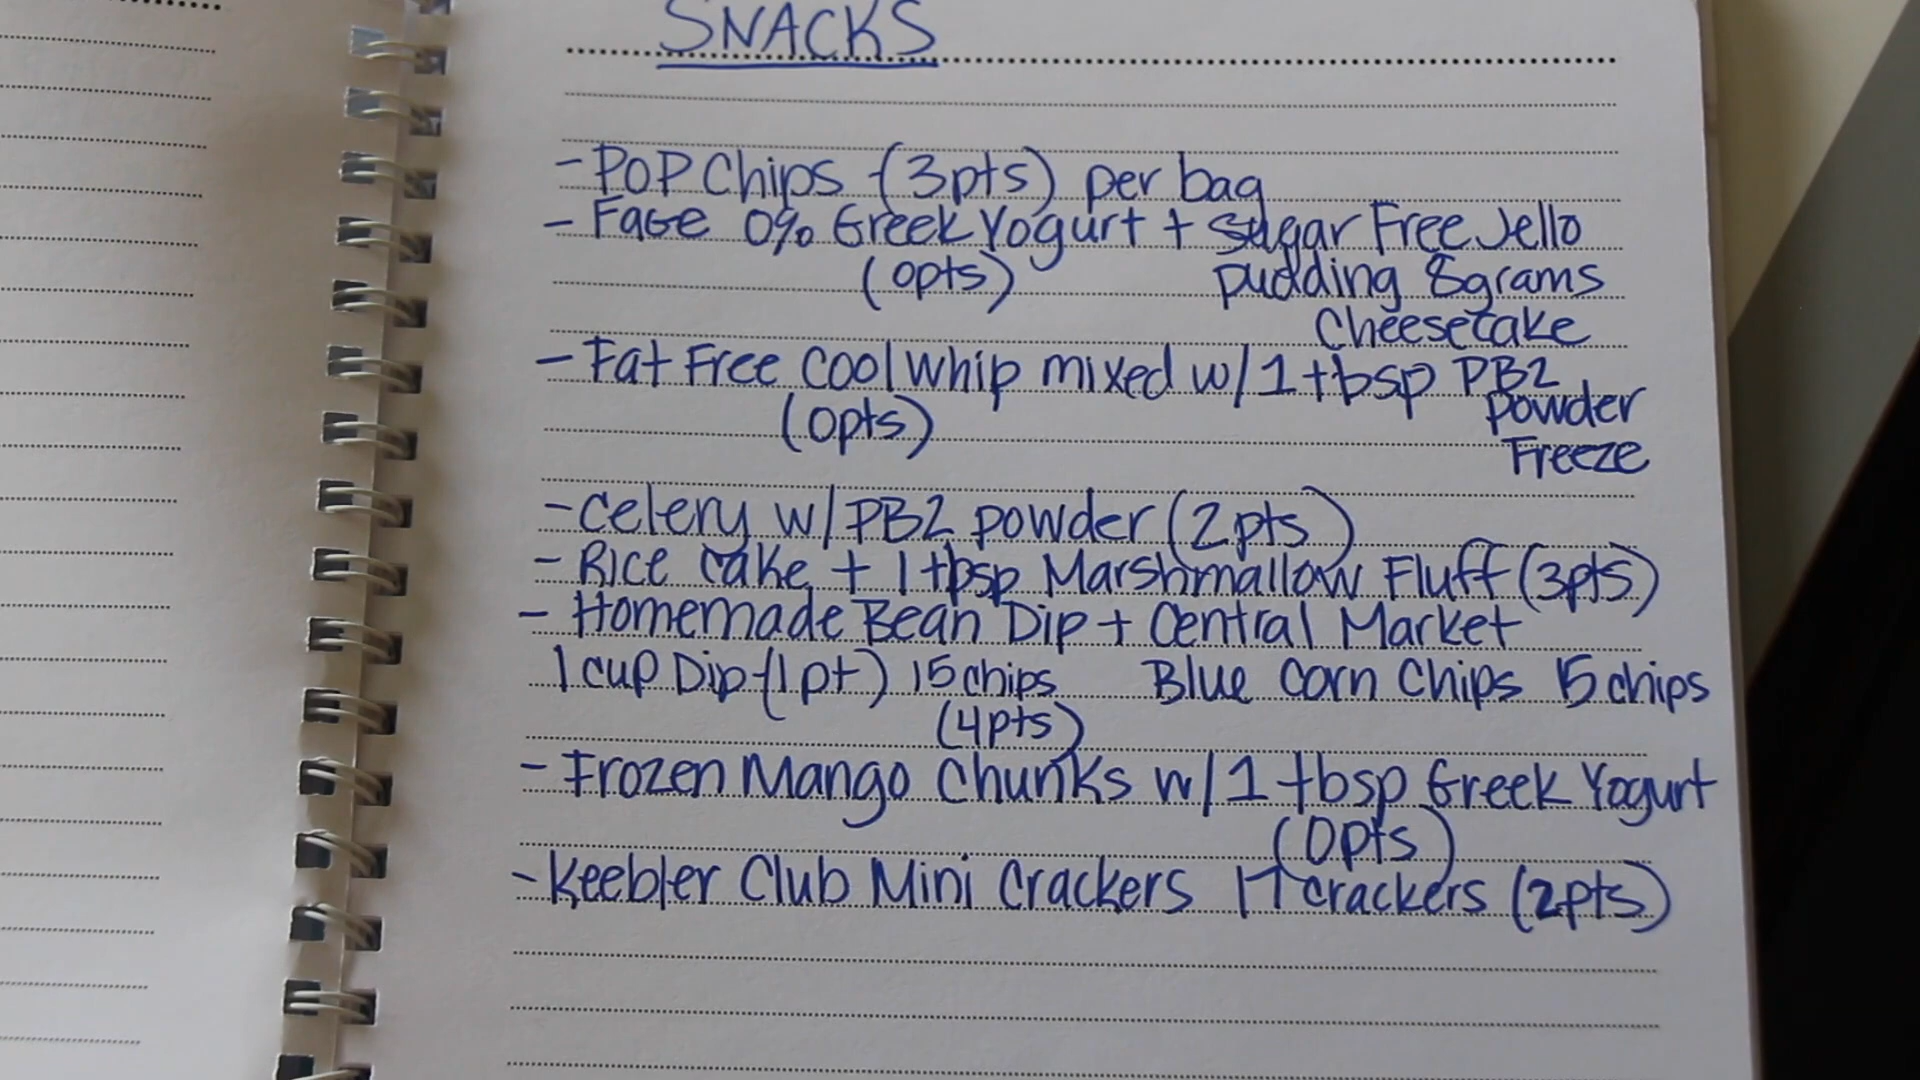 SNACKS
- POP Chips (3pts) per bag
- FAGE 0% Greek Yogurt + Sugar Free Jello
(0pts) pudding 8grams
Cheesecake
- Fat Free cool whip mixed w/ 1 tbsp PB2
powder
(0pts)
Freeze
- celery w/ PB2 powder (2pts)
- Rice cake + 1 tbsp Marshmallow Fluff (3pts)
- Homemade Bean Dip + Central Market
1 cup Dip (1pt) 15 chips Blue Corn Chips 15 chips
(4pts)
- Frozen Mango Chunks w/ 1 tbsp Greek Yogurt
(0pts)
- Keebler Club Mini Crackers 17 crackers (2pts)